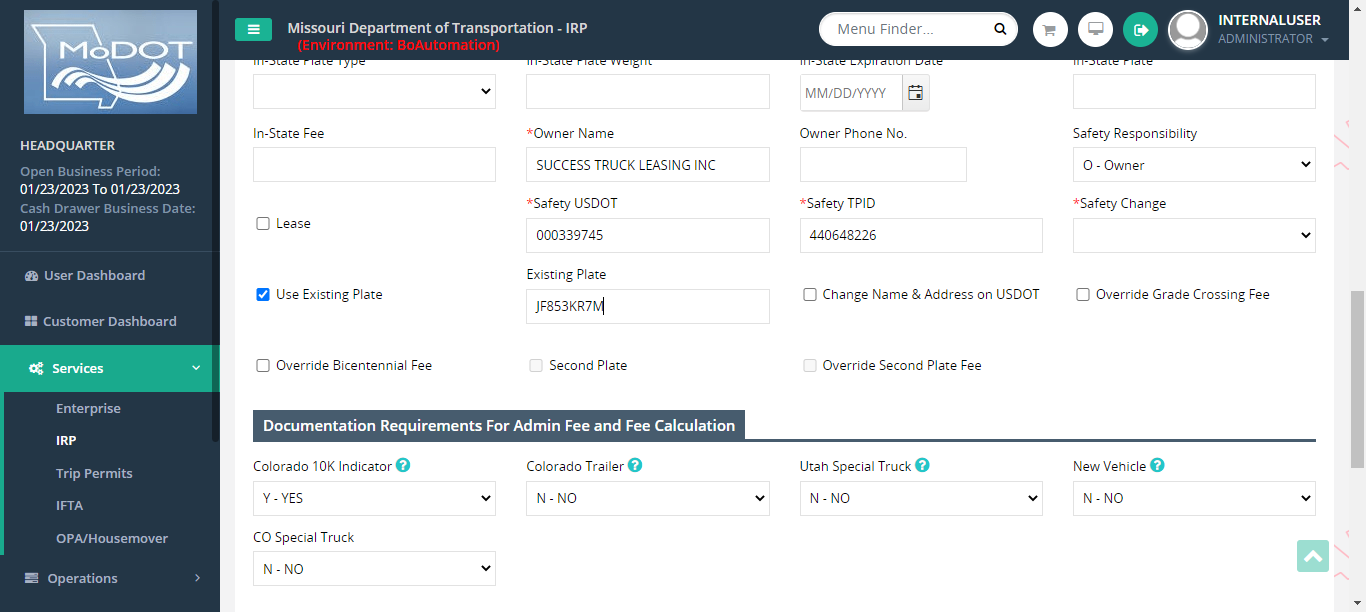 MoDOT
Missouri Department of Transportation - IRP
(Environment: BoAutomation)
Menu Finder...
INTERNALUSER
ADMINISTRATOR
HEADQUARTER
Open Business Period:
01/23/2023 To 01/23/2023
Cash Drawer Business Date:
01/23/2023
User Dashboard
Customer Dashboard
Services
Enterprise
IRP
Trip Permits
IFTA
OPA/Housemover
Operations
In-State Plate Type
In-State Plate Weight
In-State Expiration Date
In-State Plate
MM/DD/YYYY
In-State Fee
*Owner Name
Owner Phone No.
Safety Responsibility
SUCCESS TRUCK LEASING INC
O - Owner
Lease
*Safety USDOT
*Safety TPID
*Safety Change
000339745
440648226
Use Existing Plate
Existing Plate
JF853KR7M
Change Name & Address on USDOT
Override Grade Crossing Fee
Override Bicentennial Fee
Second Plate
Override Second Plate Fee
Documentation Requirements For Admin Fee and Fee Calculation
Colorado 10K Indicator ?
Colorado Trailer ?
Utah Special Truck ?
New Vehicle ?
Y - YES
N - NO
N - NO
N - NO
CO Special Truck
N - NO